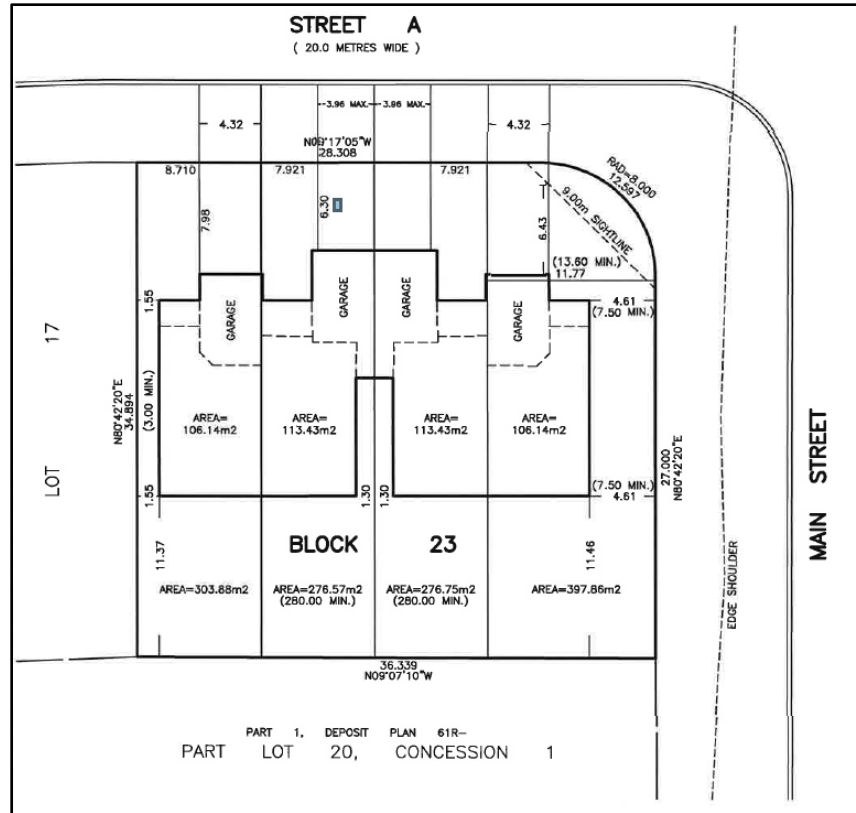 STREET A
( 20.0 METRES WIDE )
3.96 MAX. 3.96 MAX.
4.32
4.32
N09°17'05"W
28.308
8.710
7.921
7.921
RAD=8.000
12.597
9.00m SIGHTLINE
7.98
6.30
6.43
(13.60 MIN.)
11.77
1.55
4.61
(7.50 MIN.)
GARAGE
GARAGE
GARAGE
GARAGE
LOT 17
N80°42'20"E
34.894
(3.00 MIN.)
AREA=
106.14m2
AREA=
113.43m2
AREA=
113.43m2
AREA=
106.14m2
27.000
N80°42'20"E
MAIN STREET
1.55
1.30
1.30
(7.50 MIN.)
4.61
11.37
BLOCK 23
11.46
EDGE SHOULDER
AREA=303.88m2
AREA=276.57m2
(280.00 MIN.)
AREA=276.75m2
(280.00 MIN.)
AREA=397.86m2
36.339
N09°07'10"W
PART 1, DEPOSIT PLAN 61R-
PART LOT 20, CONCESSION 1